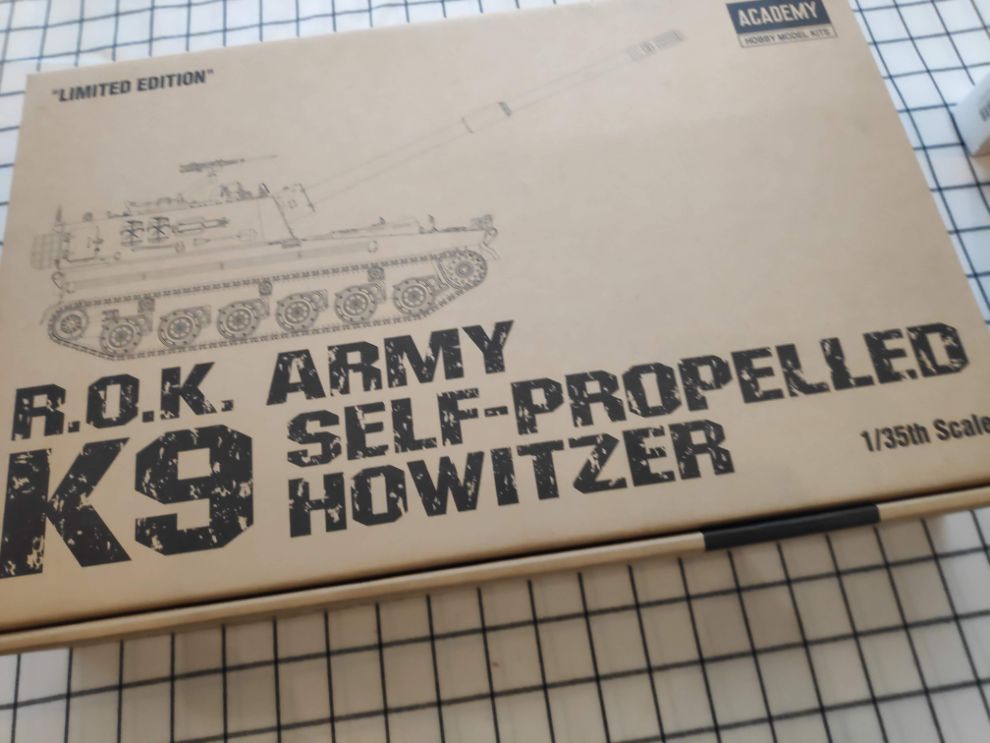 "LIMITED EDITION"
ACADEMY
HOBBY MODEL KITS
R.O.K. ARMY
K9 SELF-PROPELLED
HOWITZER
1/35th Scale